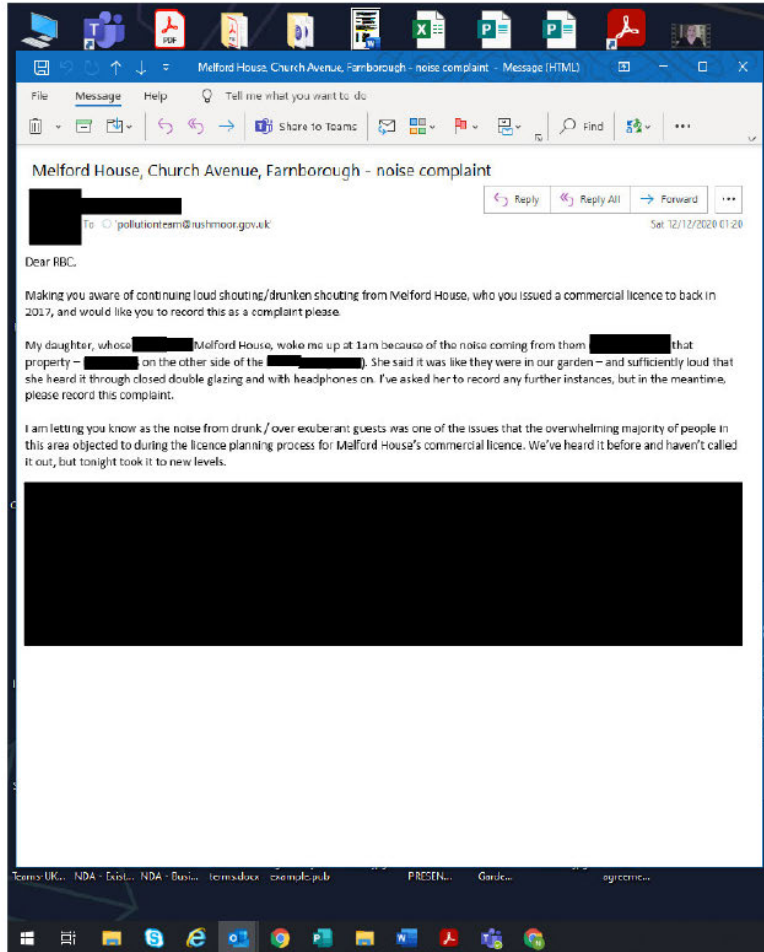 PDF
Melford House, Church Avenue, Farnborough - noise complaint - Message (HTML)
File Message Help Tell me what you want to do
Share to Teams Find
Melford House, Church Avenue, Farnborough - noise complaint
Reply Reply All Forward
To 'pollutionteam@rushmoor.gov.uk' Sat 12/12/2020 01:20
Dear RBC,
Making you aware of continuing loud shouting/drunken shouting from Melford House, who you issued a commercial licence to back in
2017, and would like you to record this as a complaint please.
My daughter, whose Melford House, woke me up at 1am because of the noise coming from them ( that
property – on the other side of the ). She said it was like they were in our garden – and sufficiently loud that
she heard it through closed double glazing and with headphones on. I've asked her to record any further instances, but in the meantime,
please record this complaint.
I am letting you know as the noise from drunk / over exuberant guests was one of the issues that the overwhelming majority of people in
this area objected to during the licence planning process for Melford House's commercial licence. We've heard it before and haven't called
it out, but tonight took it to new levels.
Teams-UK... NDA - Exist... NDA - Busi... terms.docx example.pub PRESEN... Garde... agreeme...